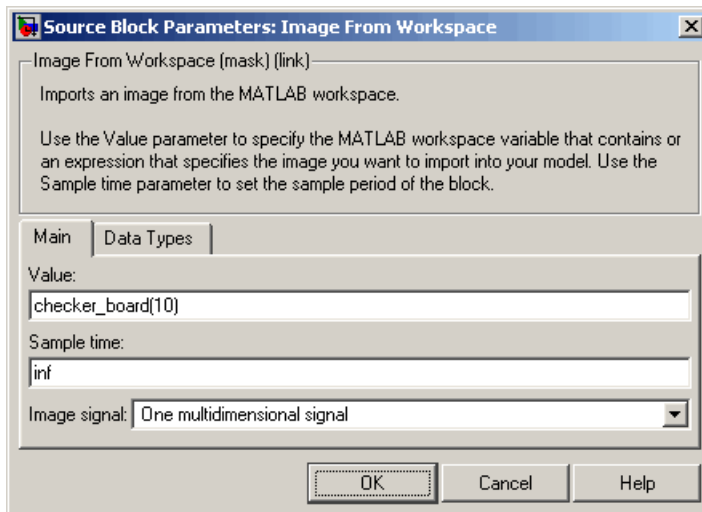 Source Block Parameters: Image From Workspace
Image From Workspace (mask) (link)
Imports an image from the MATLAB workspace.
Use the Value parameter to specify the MATLAB workspace variable that contains or
an expression that specifies the image you want to import into your model. Use the
Sample time parameter to set the sample period of the block.
Main Data Types
Value:
checker_board(10)
Sample time:
inf
Image signal: One multidimensional signal
OK Cancel Help